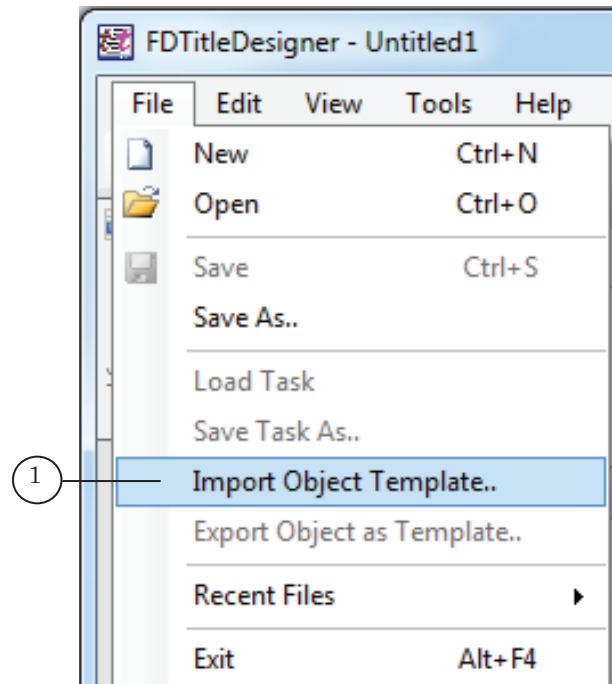 FDTitleDesigner - Untitled1
File Edit View Tools Help
New Ctrl+N
Open Ctrl+O
Save Ctrl+S
Save As..
Load Task
Save Task As..
1 Import Object Template..
Export Object as Template..
Recent Files
Exit Alt+F4